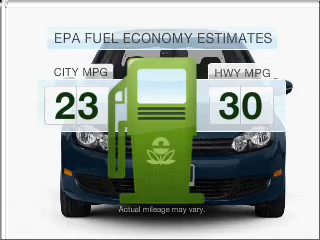 EPA FUEL ECONOMY ESTIMATES
CITY MPG
HWY MPG
23
30
Actual mileage may vary.